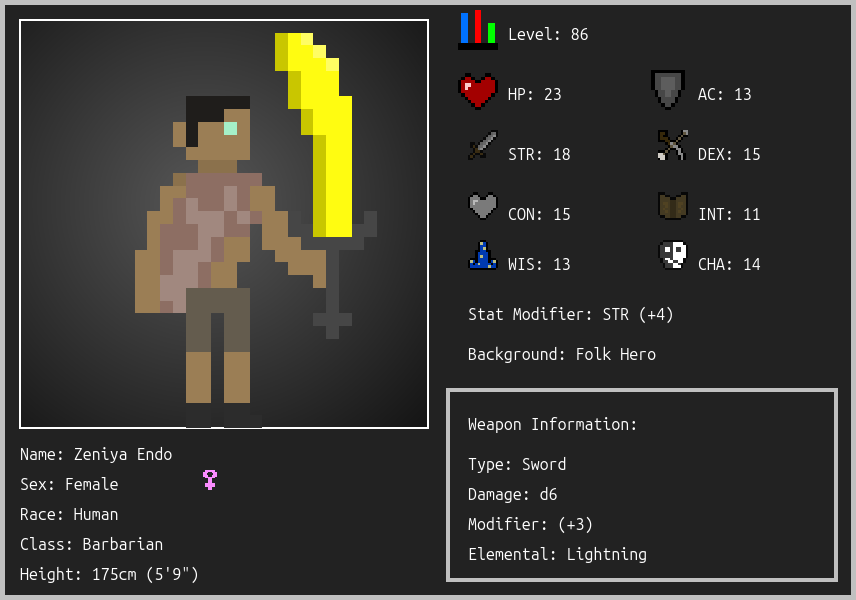 Level: 86
HP: 23
AC: 13
STR: 18
DEX: 15
CON: 15
INT: 11
WIS: 13
CHA: 14
Stat Modifier: STR (+4)
Background: Folk Hero
Weapon Information:
Type: Sword
Damage: d6
Modifier: (+3)
Elemental: Lightning
Name: Zeniya Endo
Sex: Female
Race: Human
Class: Barbarian
Height: 175cm (5'9")